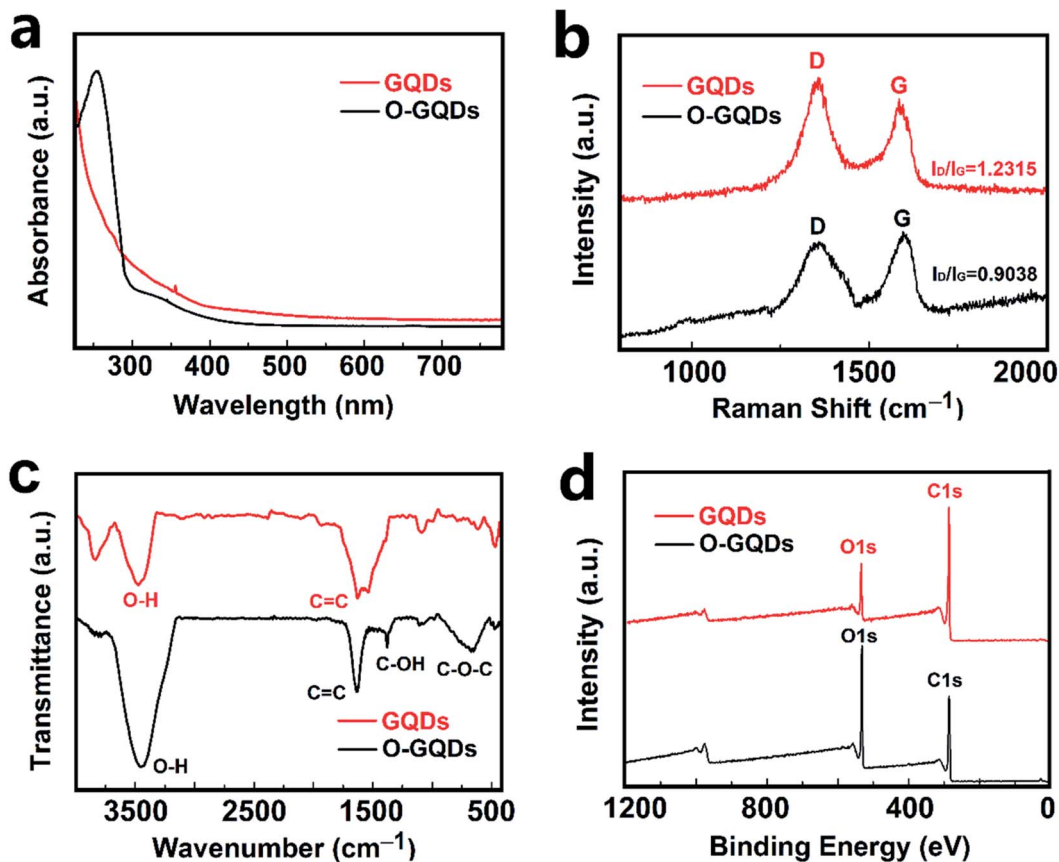 a
GQDs
O-GQDs
Absorbance (a.u.)
300 400 500 600 700
Wavelength (nm)
b
GQDs
O-GQDs
D
G
I_D/I_G=1.2315
D
G
I_D/I_G=0.9038
Intensity (a.u.)
1000 1500 2000
Raman Shift (cm⁻¹)
c
O-H
C=C
C=C
C-OH
C-O-C
O-H
GQDs
O-GQDs
Transmittance (a.u.)
3500 2500 1500 500
Wavenumber (cm⁻¹)
d
GQDs
O-GQDs
C1s
O1s
O1s
C1s
Intensity (a.u.)
1200 800 400 0
Binding Energy (eV)